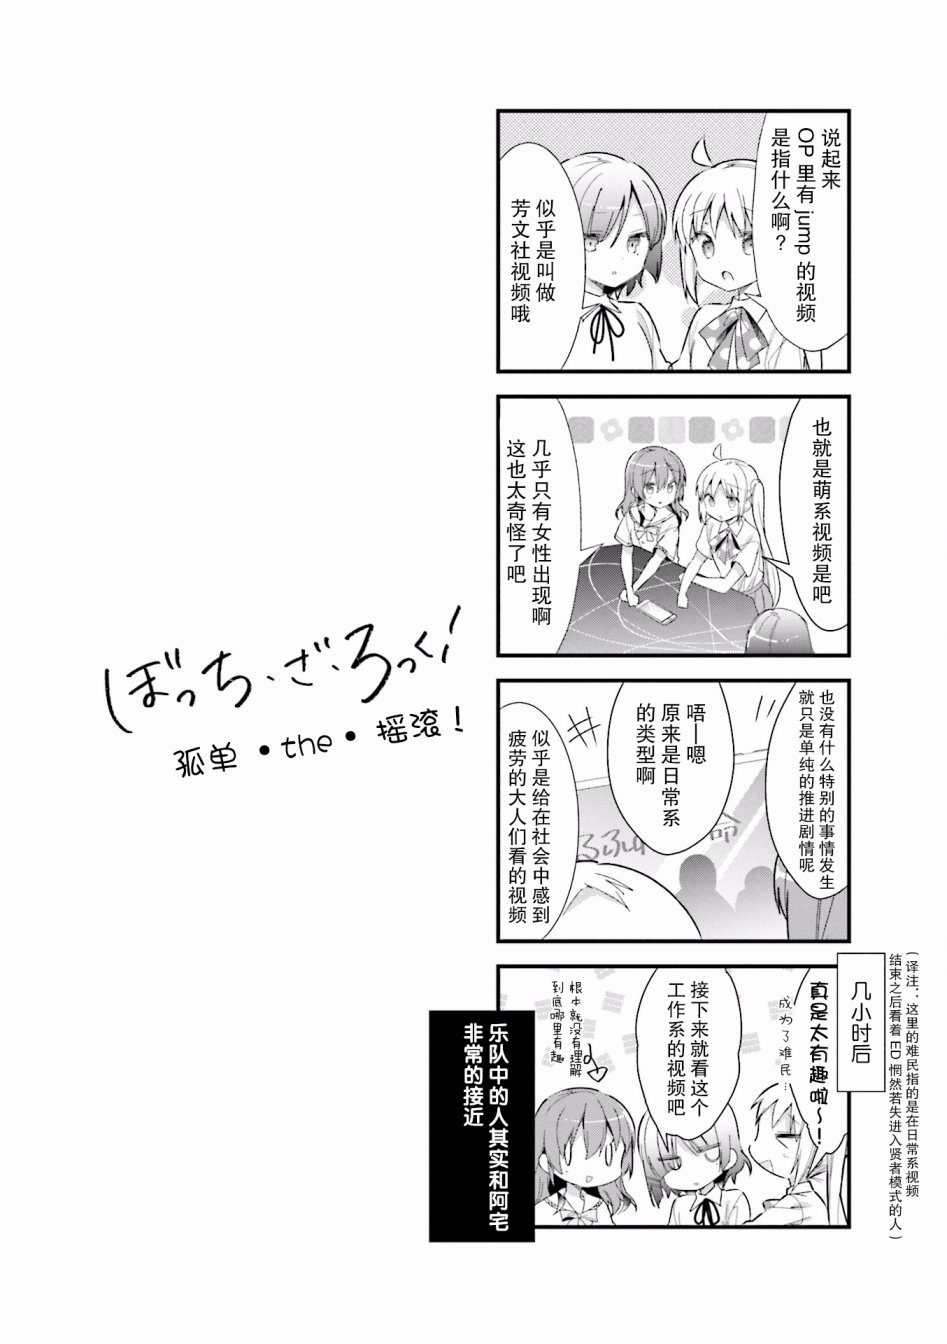 说起来
OP 里有 jump 的视频
是指什么啊？
似乎是叫做
芳文社视频哦
也就是萌系视频是吧
几乎只有女性出现啊
这也太奇怪了吧
也没有什么特别的事情发生
就只是单纯的推进剧情呢
唔—嗯
原来是日常系
的类型啊
似乎是给在社会中感到
疲劳的大人们看的视频
(译注：这里的难民指的是在日常系视频
结束之后看着 ED 惘然若失进入贤者模式的人)
几小时后
真是太有趣啦～！
成为了难民…
接下来就看这个
工作系的视频吧
根本就没有理解
到底哪里有趣
乐队中的人其实和阿宅
非常的接近
ぼっち・ざ・ろっく！
孤单・the・摇滚！